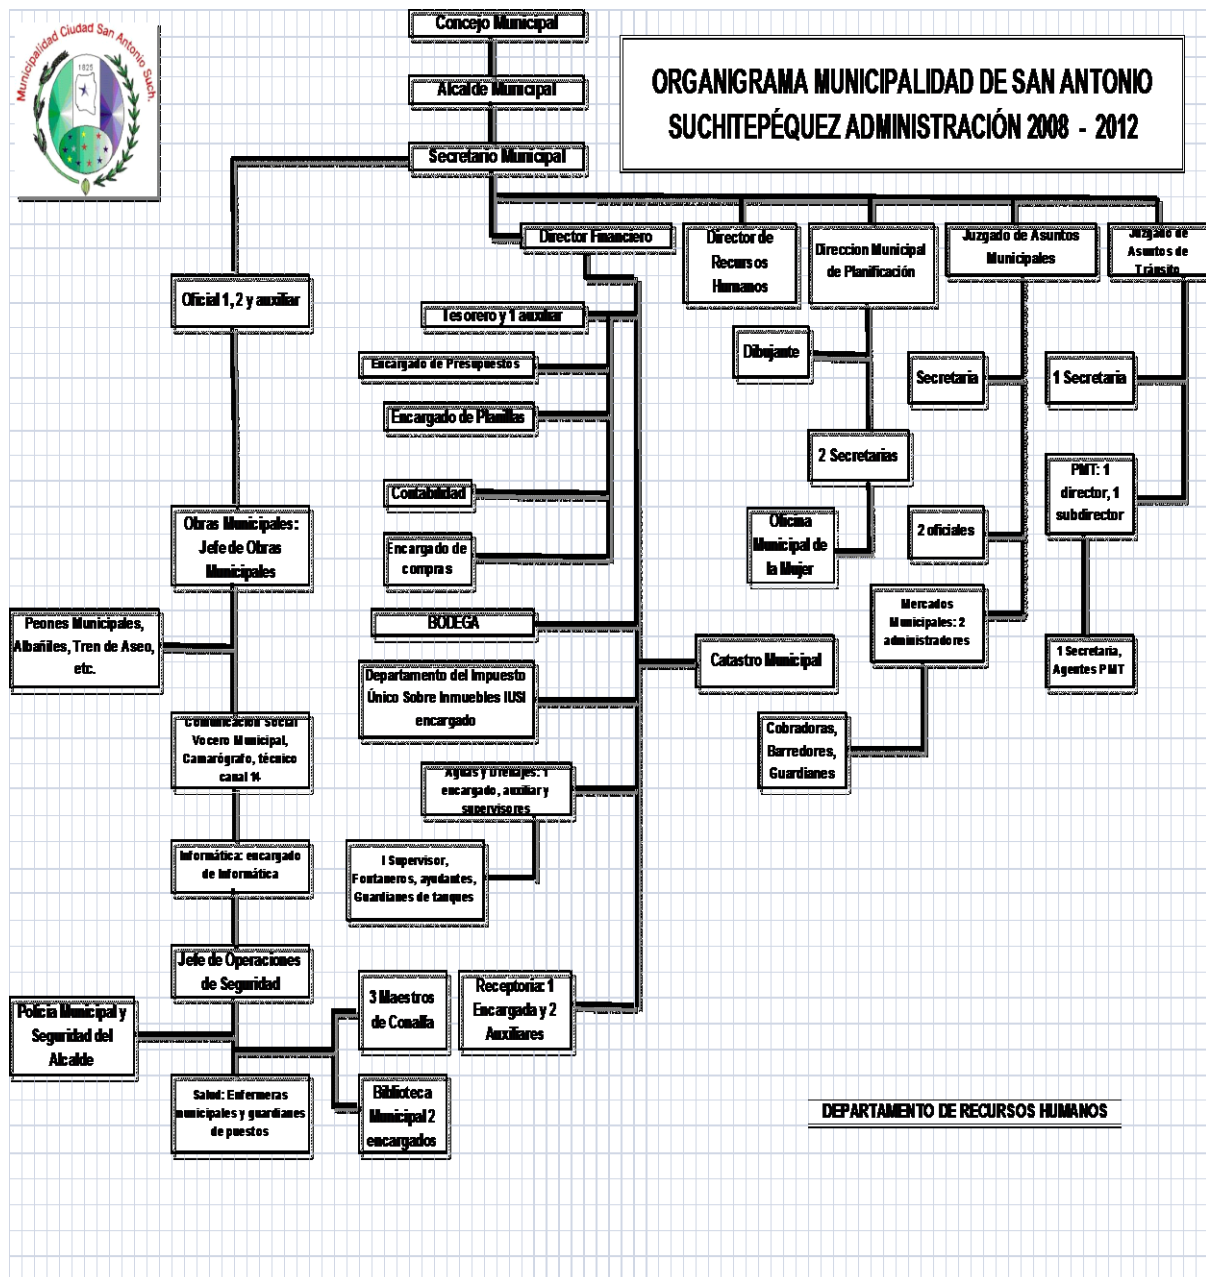 Municipalidad Ciudad San Antonio Such.
1825
Concejo Municipal
Alcalde Municipal
Secretario Municipal
ORGANIGRAMA MUNICIPALIDAD DE SAN ANTONIO
SUCHITEPÉQUEZ ADMINISTRACIÓN 2008 - 2012
Director Financiero
Director de
Recursos
Humanos
Direccion Municipal
de Planificación
Juzgado de Asuntos
Municipales
Juzgado de
Asuntos de
Tránsito
Oficial 1, 2 y auxiliar
Tesorero y 1 auxiliar
Encargado de Presupuestos
Encargado de Planillas
Contabilidad
Encargado de
compras
Dibujante
2 Secretarias
Oficina
Municipal de
la Mujer
Secretaria
2 oficiales
Mercados
Municipales: 2
administradores
Cobradoras,
Barredores,
Guardianes
1 Secretaria
PMT: 1
director, 1
subdirector
1 Secretaria,
Agentes PMT
Obras Municipales:
Jefe de Obras
Municipales
Peones Municipales,
Albañiles, Tren de Aseo,
etc.
BODEGA
Departamento del Impuesto
Único Sobre Inmuebles IUSI
encargado
Catastro Municipal
Comunicación Social
Vocero Municipal,
Camarógrafo, técnico
canal 14
Aguas y Drenajes: 1
encargado, auxiliar y
supervisores
I Supervisor,
Fontaneros, ayudantes,
Guardianes de tanques
Informática: encargado
de Informática
Jefe de Operaciones
de Seguridad
Policía Municipal y
Seguridad del
Alcalde
3 Maestros
de Conalfa
Receptoria: 1
Encargada y 2
Auxiliares
Salud: Enfermeras
municipales y guardianes
de puestos
Biblioteca
Municipal 2
encargados
DEPARTAMENTO DE RECURSOS HUMANOS